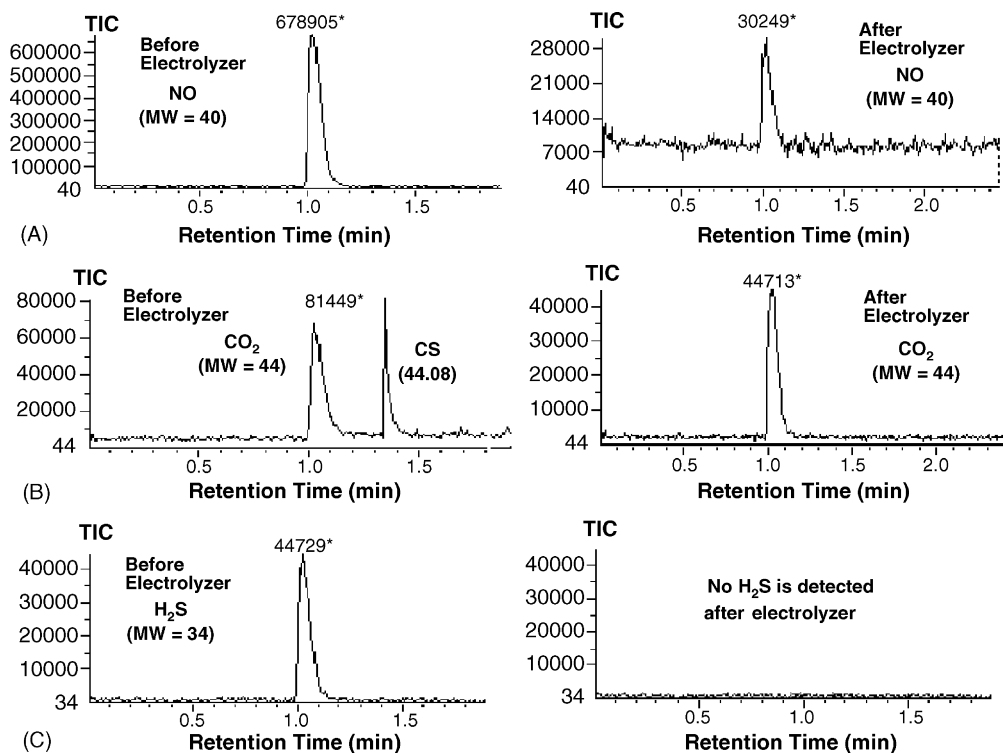 TIC
678905*
Before
Electrolyzer
NO
(MW = 40)
600000
500000
400000
300000
200000
100000
40
0.5
1.0
1.5
Retention Time (min)
(A)
TIC
30249*
After
Electrolyzer
NO
(MW = 40)
28000
21000
14000
7000
40
0.5
1.0
1.5
2.0
Retention Time (min)
TIC
Before
Electrolyzer
81449*
CO2
(MW = 44)
CS
(44.08)
80000
60000
40000
20000
44
0.5
1.0
1.5
Retention Time (min)
(B)
TIC
44713*
After
Electrolyzer
CO2
(MW = 44)
40000
30000
20000
10000
44
0.5
1.0
1.5
2.0
Retention Time (min)
TIC
44729*
Before
Electrolyzer
H2S
(MW = 34)
40000
30000
20000
10000
34
0.5
1.0
1.5
Retention Time (min)
(C)
TIC
No H2S is detected
after electrolyzer
40000
30000
20000
10000
34
0.5
1.0
1.5
Retention Time (min)